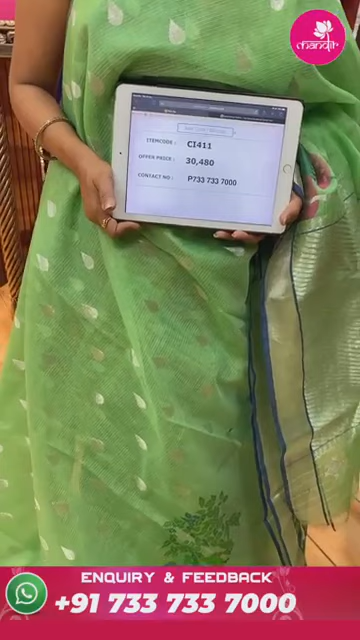 mandir
ITEMCODE : CI411
OFFER PRICE : 30,480
CONTACT NO : P733 733 7000
ENQUIRY & FEEDBACK
+91 733 733 7000